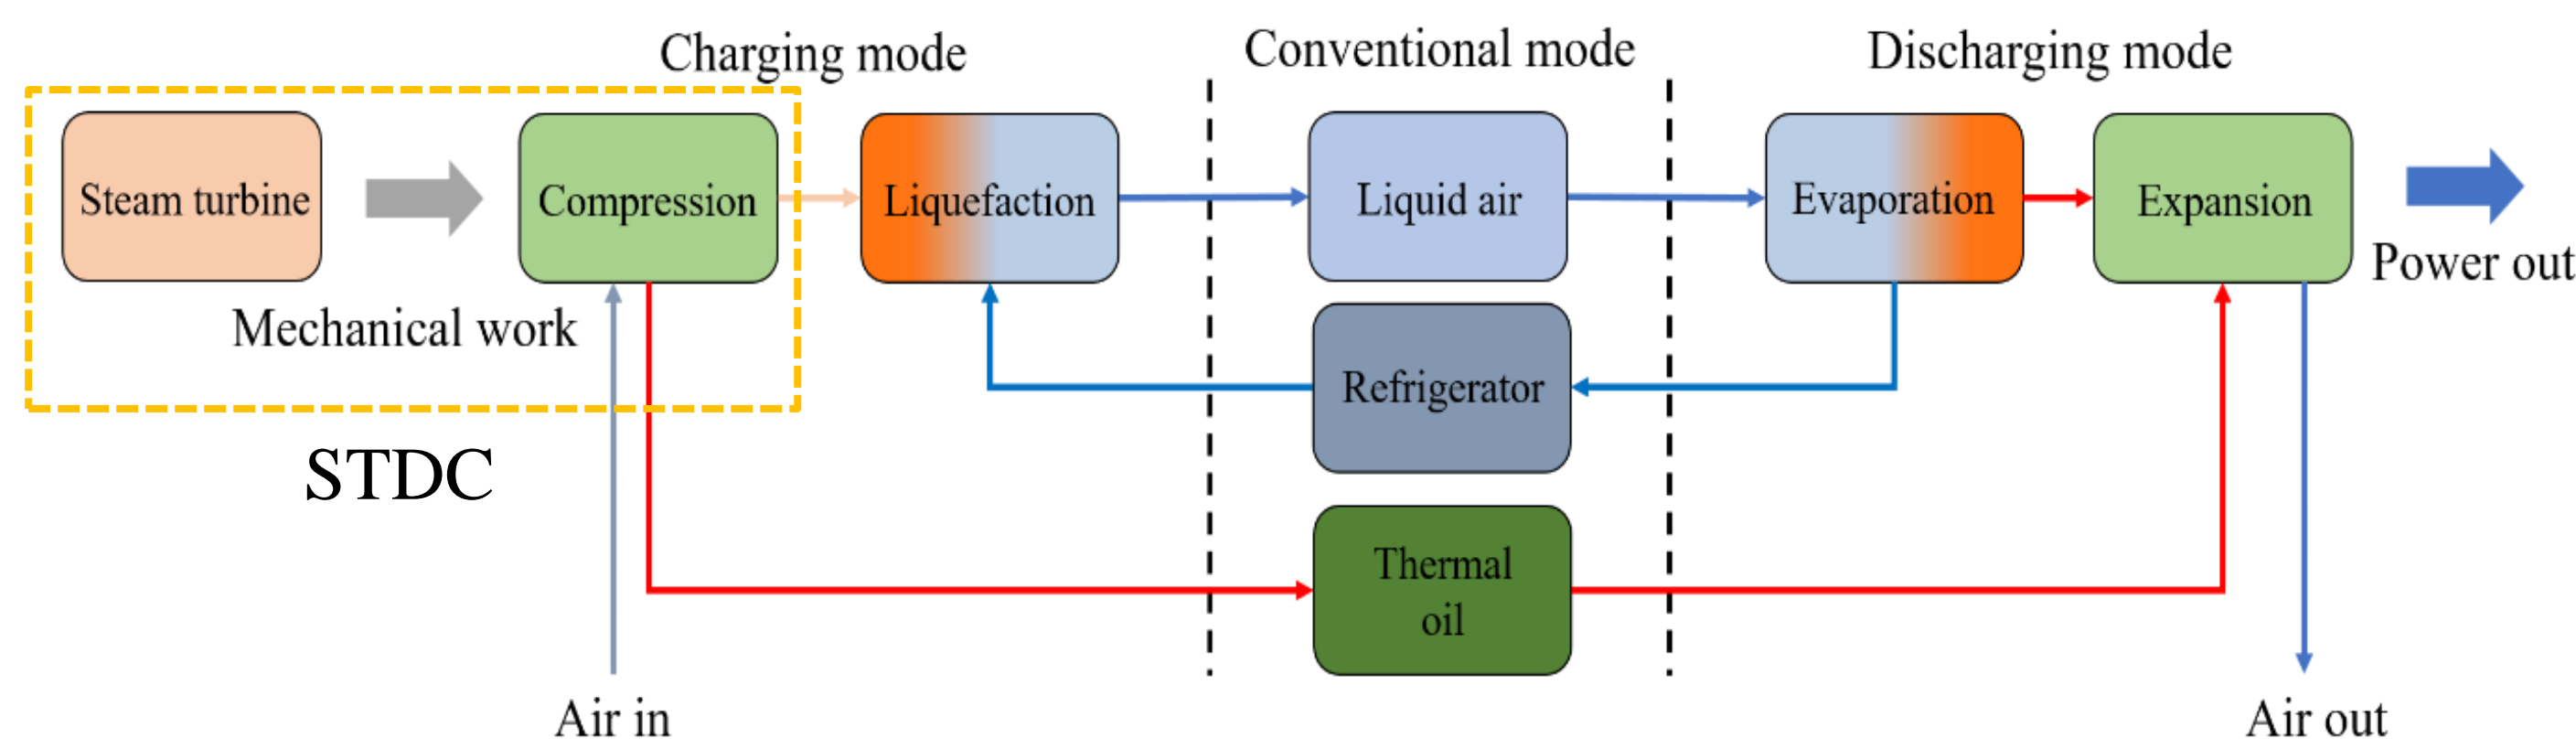 Charging mode
Conventional mode
Discharging mode
Steam turbine
Compression
Liquefaction
Liquid air
Evaporation
Expansion
Power out
Mechanical work
Refrigerator
STDC
Thermal
oil
Air in
Air out